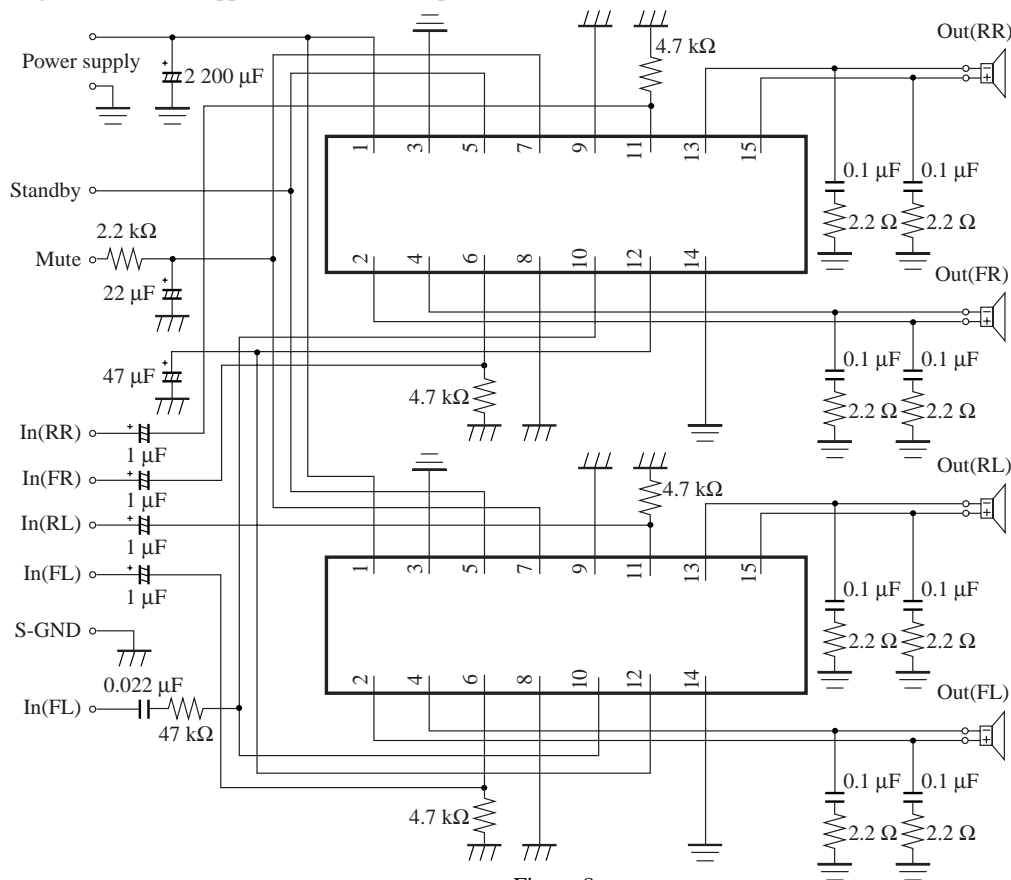 4.7 kΩ
Out(RR)
Power supply
2 200 μF
1 3 5 7 9 11 13 15
0.1 μF 0.1 μF
Standby
2.2 Ω 2.2 Ω
2.2 kΩ
Mute
2 4 6 8 10 12 14
Out(FR)
22 μF
0.1 μF 0.1 μF
47 μF
4.7 kΩ
2.2 Ω 2.2 Ω
In(RR)
1 μF
In(FR)
Out(RL)
1 μF
4.7 kΩ
In(RL)
1 μF
1 3 5 7 9 11 13 15
In(FL)
0.1 μF 0.1 μF
1 μF
S-GND
2.2 Ω 2.2 Ω
0.022 μF
2 4 6 8 10 12 14
Out(FL)
In(FL)
47 kΩ
0.1 μF 0.1 μF
4.7 kΩ
2.2 Ω 2.2 Ω